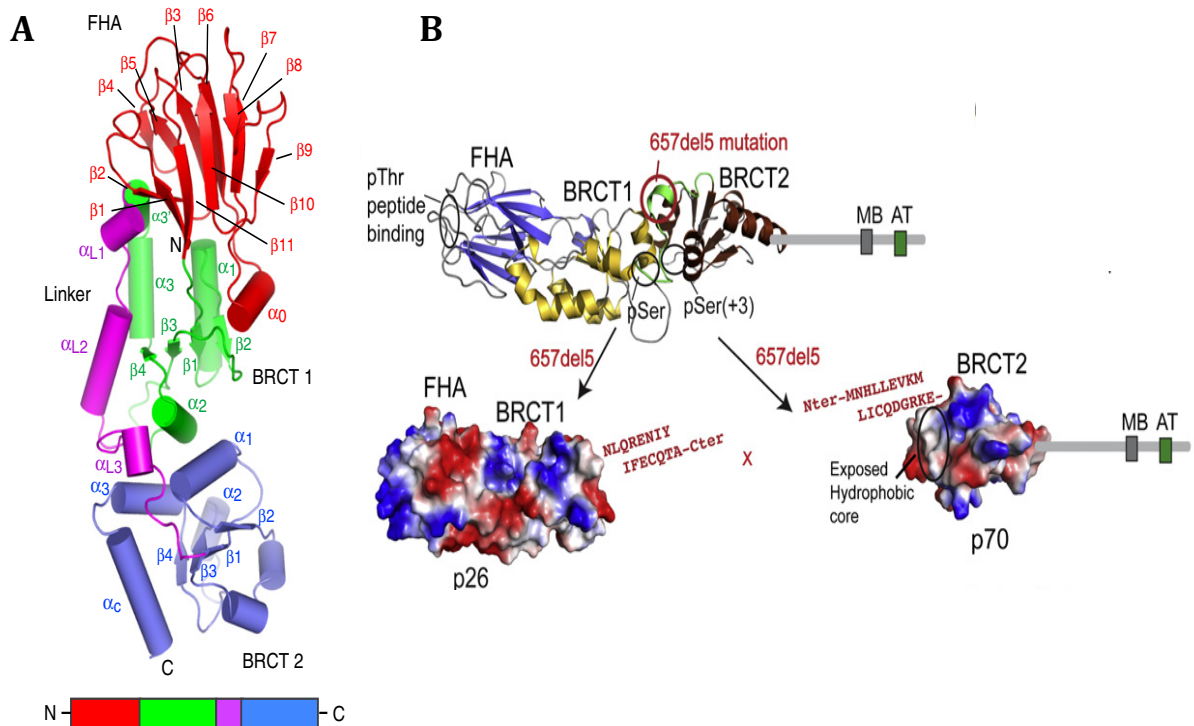 A
FHA
β3
β6
β7
β5
β8
β4
β9
β2
β1
β10
α3'
N
β11
αL1
α1
α3
Linker
α0
β3
β2
αL2
β4
β1
BRCT 1
α2
α1
αL3
α3
α2
β2
β4
β1
β3
αc
C
BRCT 2
N
C
B
657del5 mutation
FHA
pThr
peptide
binding
BRCT1
BRCT2
MB
AT
pSer
pSer(+3)
657del5
657del5
FHA
BRCT1
NLQRENIY
IFECQTA-Cter
X
p26
Nter-MNHLLEVKM
LICQDGRKE-
BRCT2
MB
AT
Exposed
Hydrophobic
core
p70